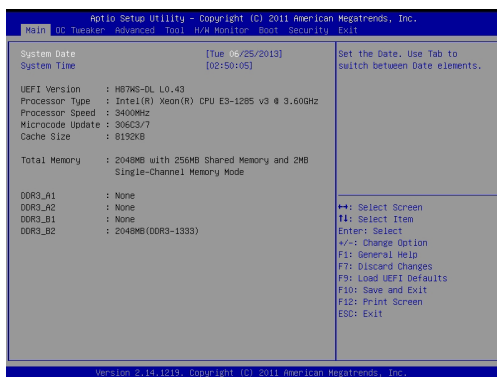 Aptio Setup Utility - Copyright (C) 2011 American Megatrends, Inc.
Main OC Tweaker Advanced Tool H/W Monitor Boot Security Exit
System Date [Tue 06/25/2013]
System Time [02:50:05]
UEFI Version : H87WS-DL L0.43
Processor Type : Intel(R) Xeon(R) CPU E3-1285 v3 @ 3.60GHz
Processor Speed : 3400MHz
Microcode Update : 306C3/7
Cache Size : 8192KB
Total Memory : 2048MB with 256MB Shared Memory and 2MB
Single-Channel Memory Mode
DDR3_A1 : None
DDR3_A2 : None
DDR3_B1 : None
DDR3_B2 : 2048MB(DDR3-1333)
Set the Date. Use Tab to
switch between Date elements.
↔: Select Screen
↑↓: Select Item
Enter: Select
+/-: Change Option
F1: General Help
F7: Discard Changes
F9: Load UEFI Defaults
F10: Save and Exit
F12: Print Screen
ESC: Exit
Version 2.14.1219. Copyright (C) 2011 American Megatrends, Inc.